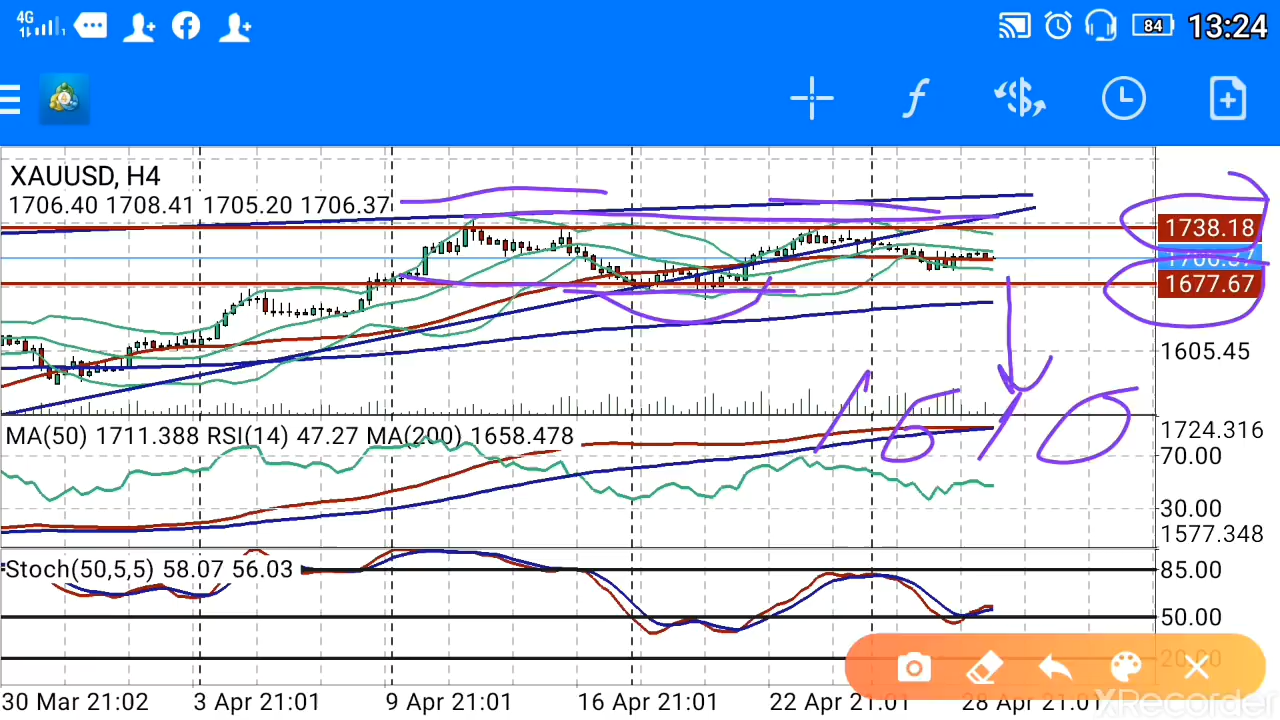 4G
84 13:24
f
$
XAUUSD, H4
1706.40 1708.41 1705.20 1706.37
1738.18
1706.37
1677.67
1605.45
MA(50) 1711.388 RSI(14) 47.27 MA(200) 1658.478
1724.316
70.00
30.00
1577.348
Stoch(50,5,5) 58.07 56.03
85.00
50.00
20.00
30 Mar 21:02 3 Apr 21:01 9 Apr 21:01 16 Apr 21:01 22 Apr 21:01 28 Apr 21:01
XRecorder